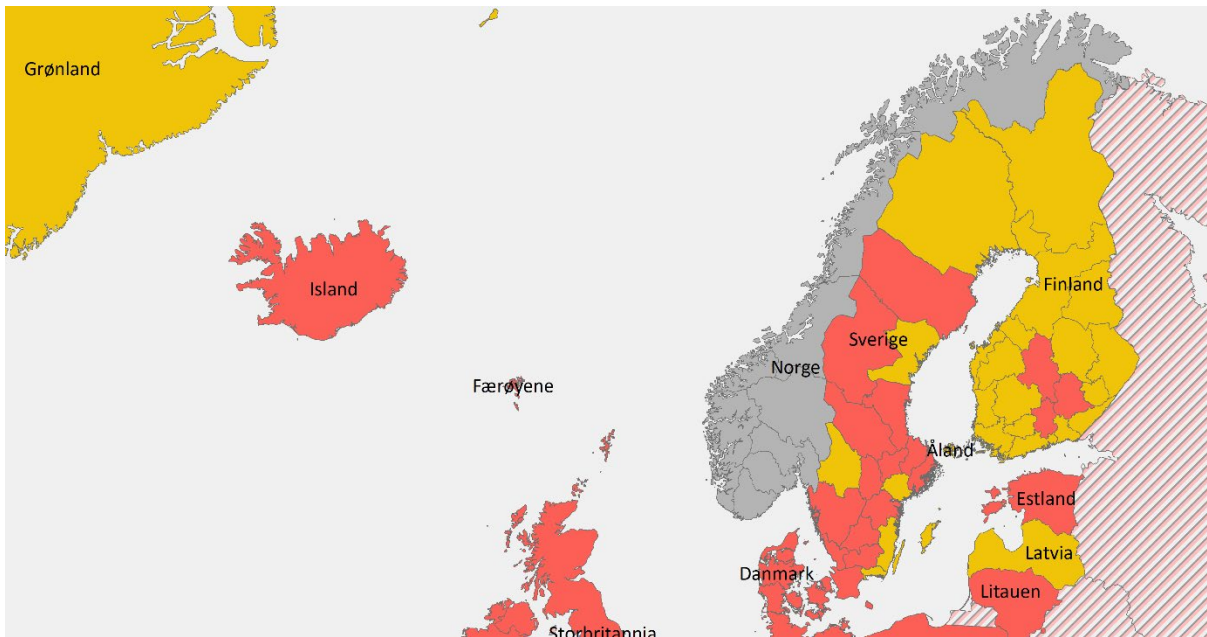 Grønland
Island
Færøyene
Norge
Sverige
Finland
Åland
Estland
Latvia
Litauen
Danmark
Storbritannia